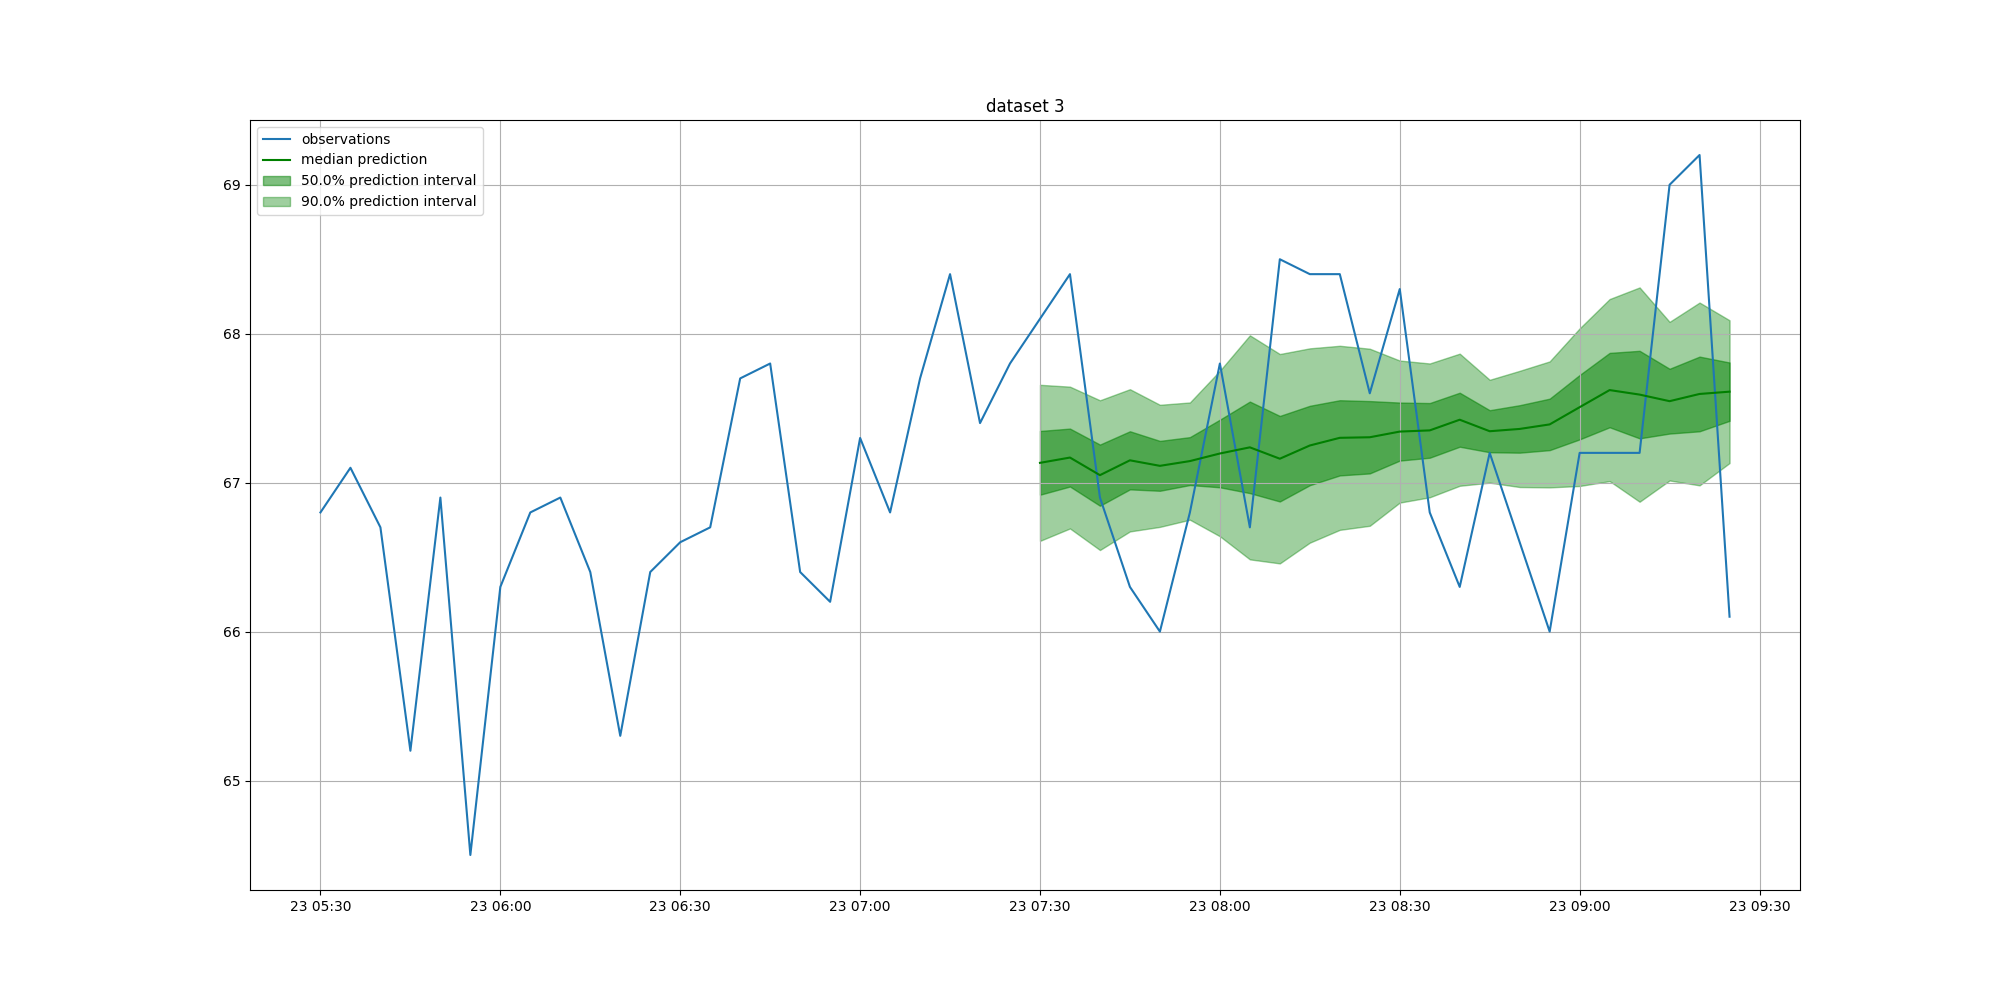 dataset 3
observations
median prediction
50.0% prediction interval
90.0% prediction interval
69
68
67
66
65
23 05:30
23 06:00
23 06:30
23 07:00
23 07:30
23 08:00
23 08:30
23 09:00
23 09:30